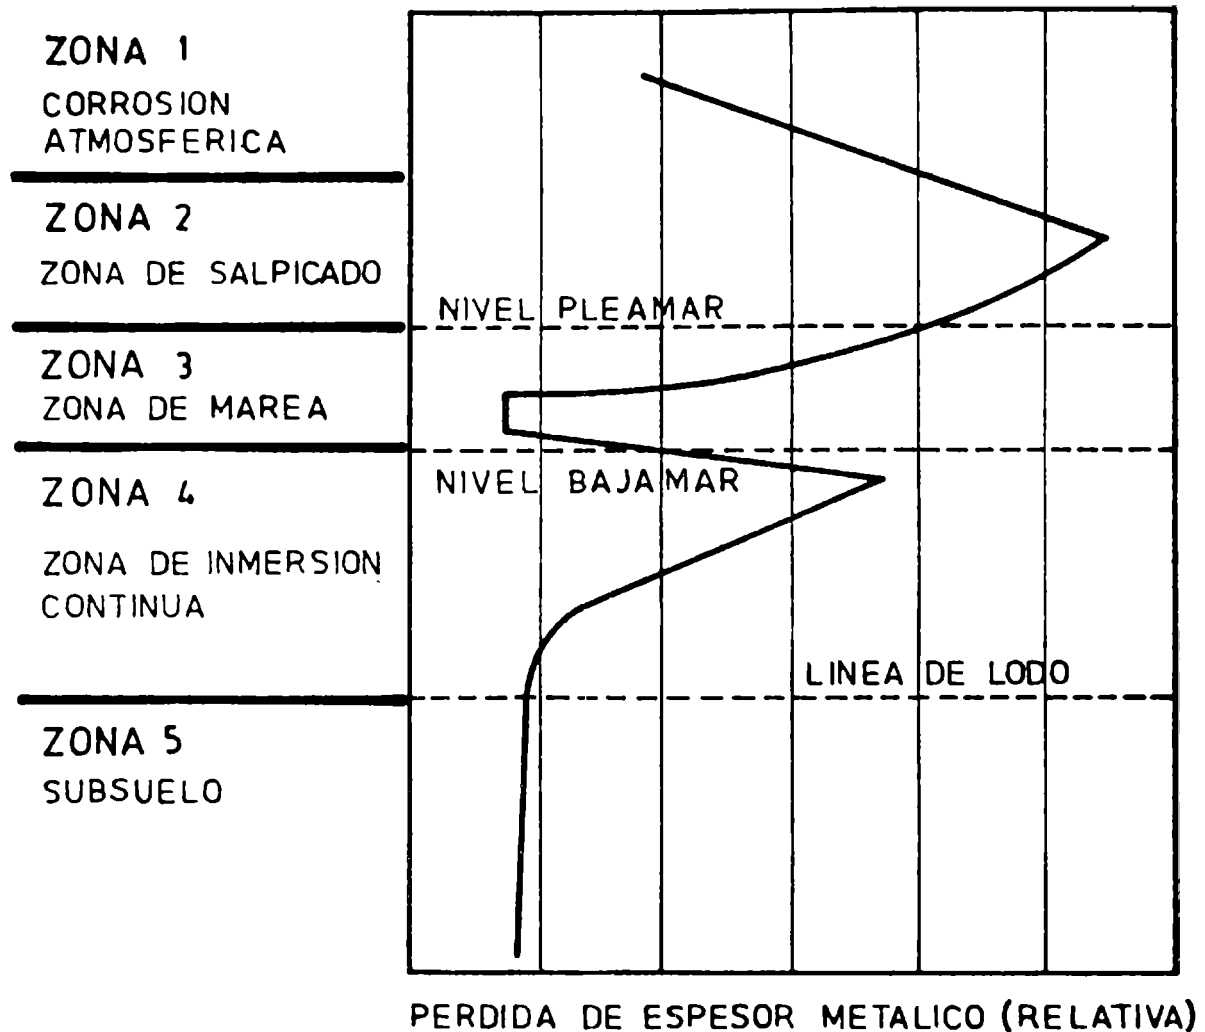 ZONA 1
CORROSION
ATMOSFERICA
ZONA 2
ZONA DE SALPICADO
NIVEL PLEAMAR
ZONA 3
ZONA DE MAREA
NIVEL BAJAMAR
ZONA 4
ZONA DE INMERSION
CONTINUA
LINEA DE LODO
ZONA 5
SUBSUELO
PERDIDA DE ESPESOR METALICO (RELATIVA)